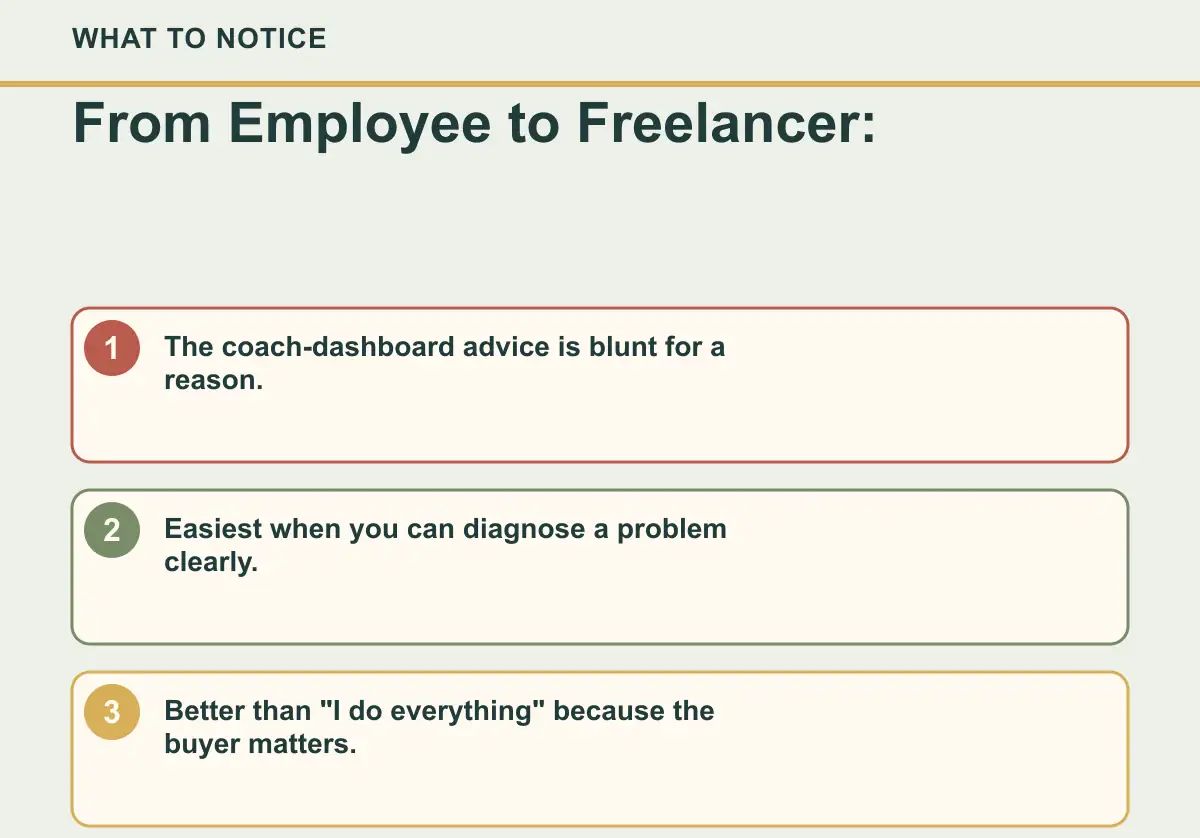 WHAT TO NOTICE
From Employee to Freelancer:
1
The coach-dashboard advice is blunt for a
reason.
2
Easiest when you can diagnose a problem
clearly.
3
Better than "I do everything" because the
buyer matters.